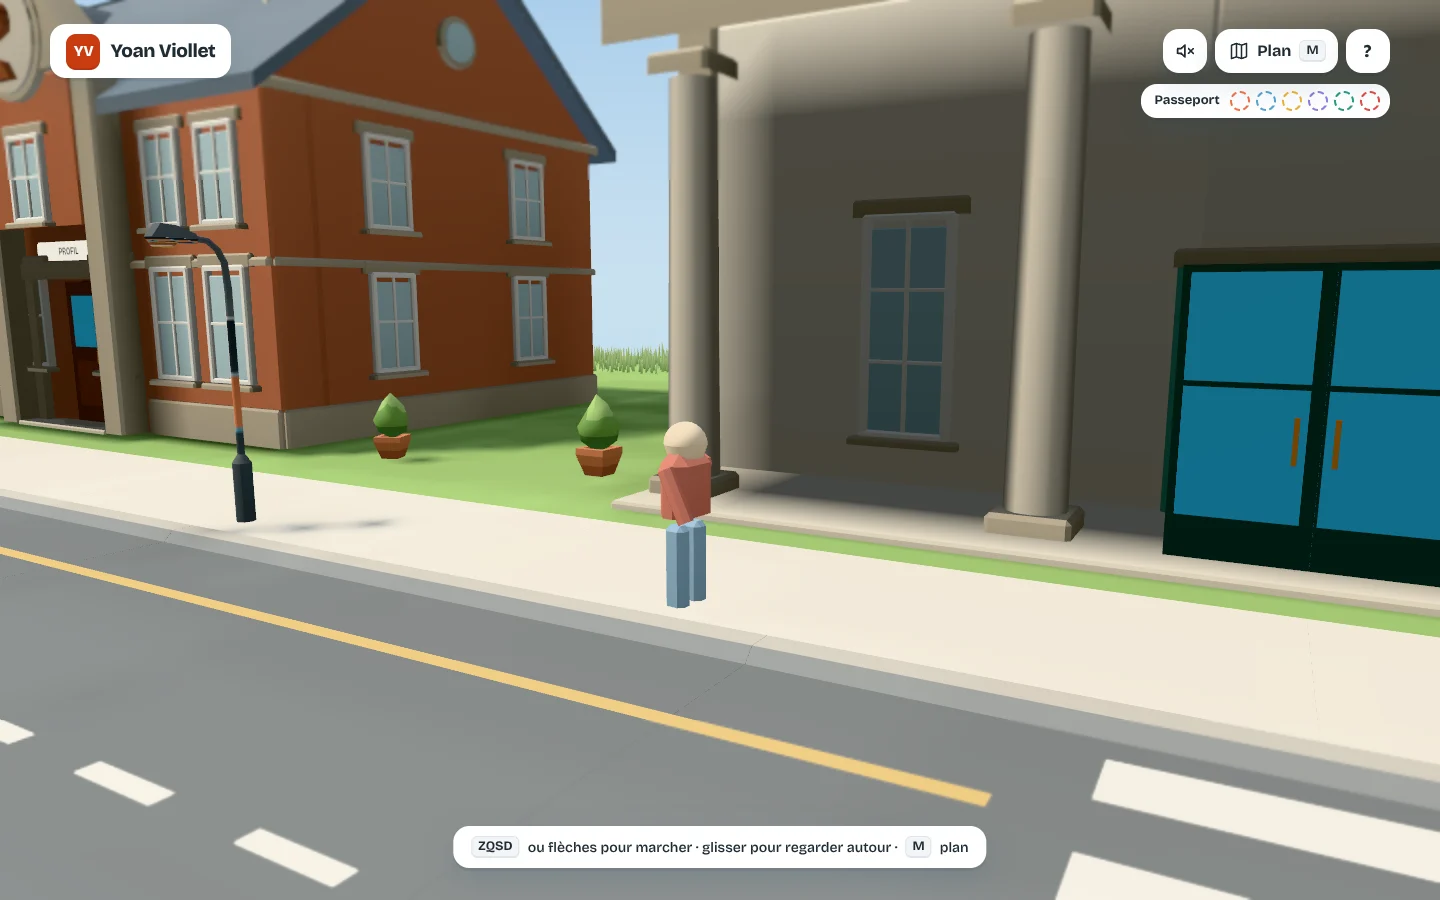 YV Yoan Viollet
Plan M ?
Passeport
PROFIL
ZQSD ou flèches pour marcher · glisser pour regarder autour · M plan